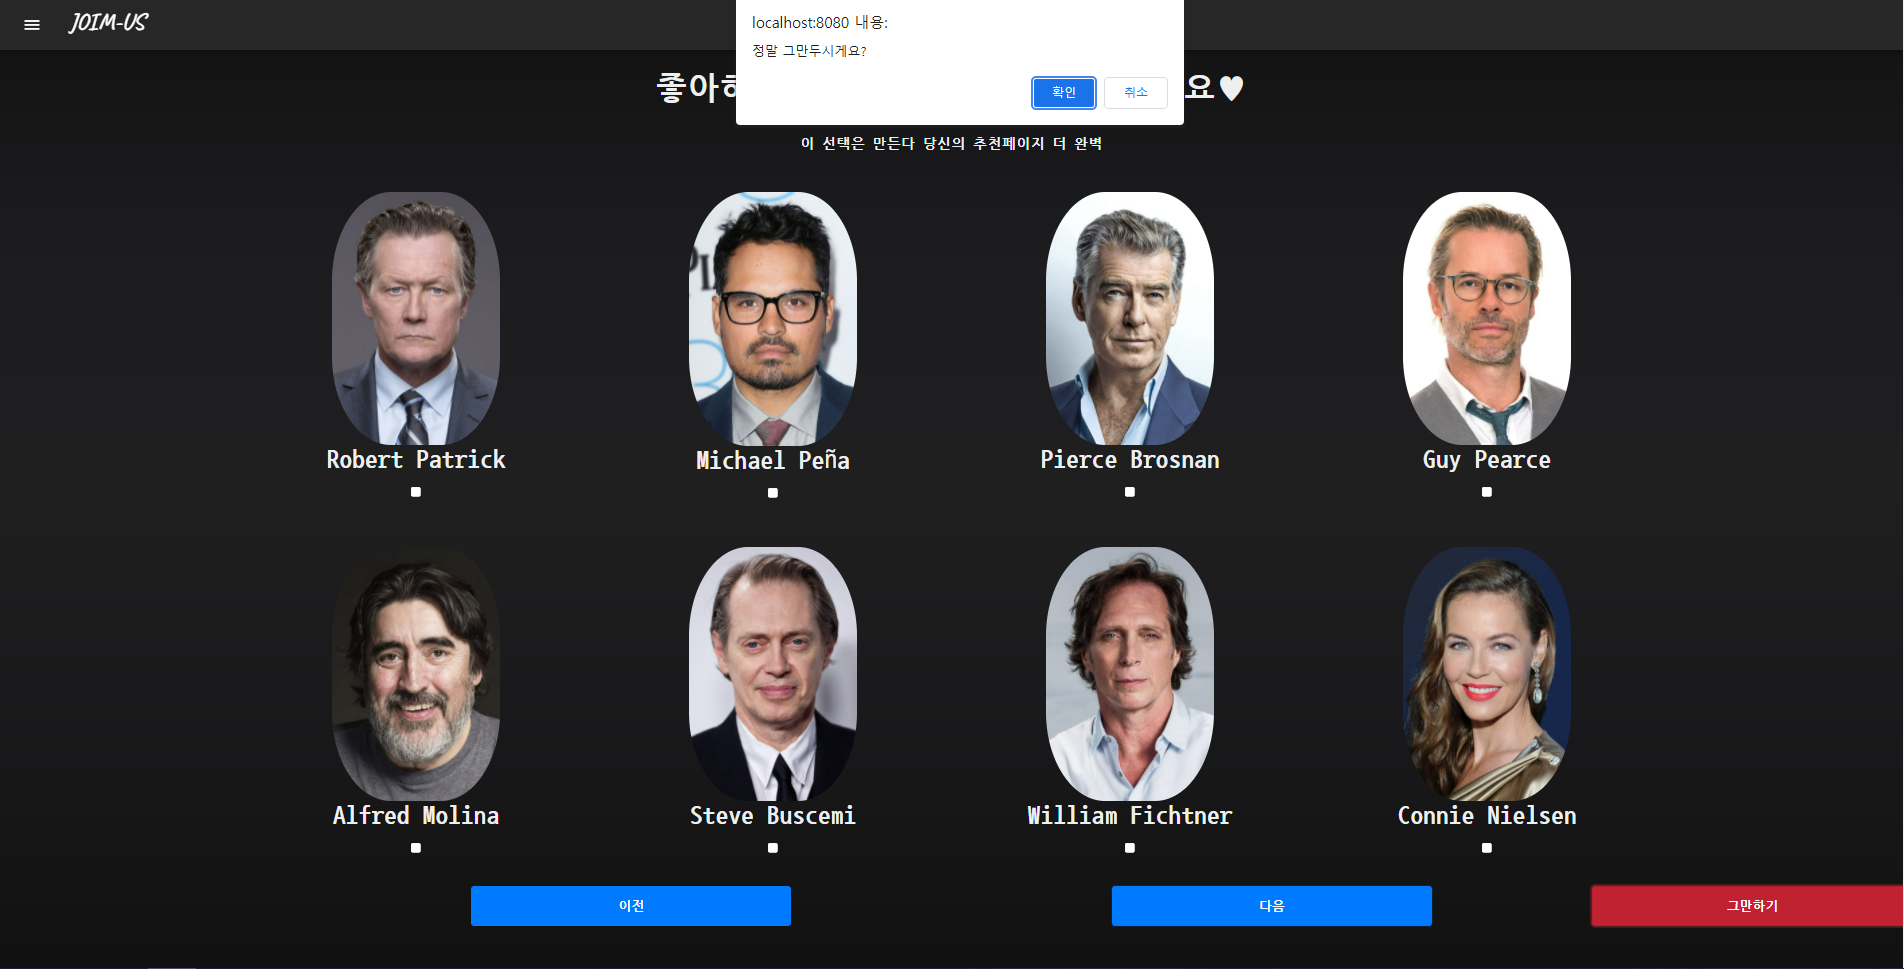 JOIM-US
localhost:8080 내용:
정말 그만두시게요?
확인 취소
좋아하 요♥
이 선택은 만든다 당신의 추천페이지 더 완벽
Robert Patrick Michael Peña Pierce Brosnan Guy Pearce
Alfred Molina Steve Buscemi William Fichtner Connie Nielsen
이전 다음 그만하기